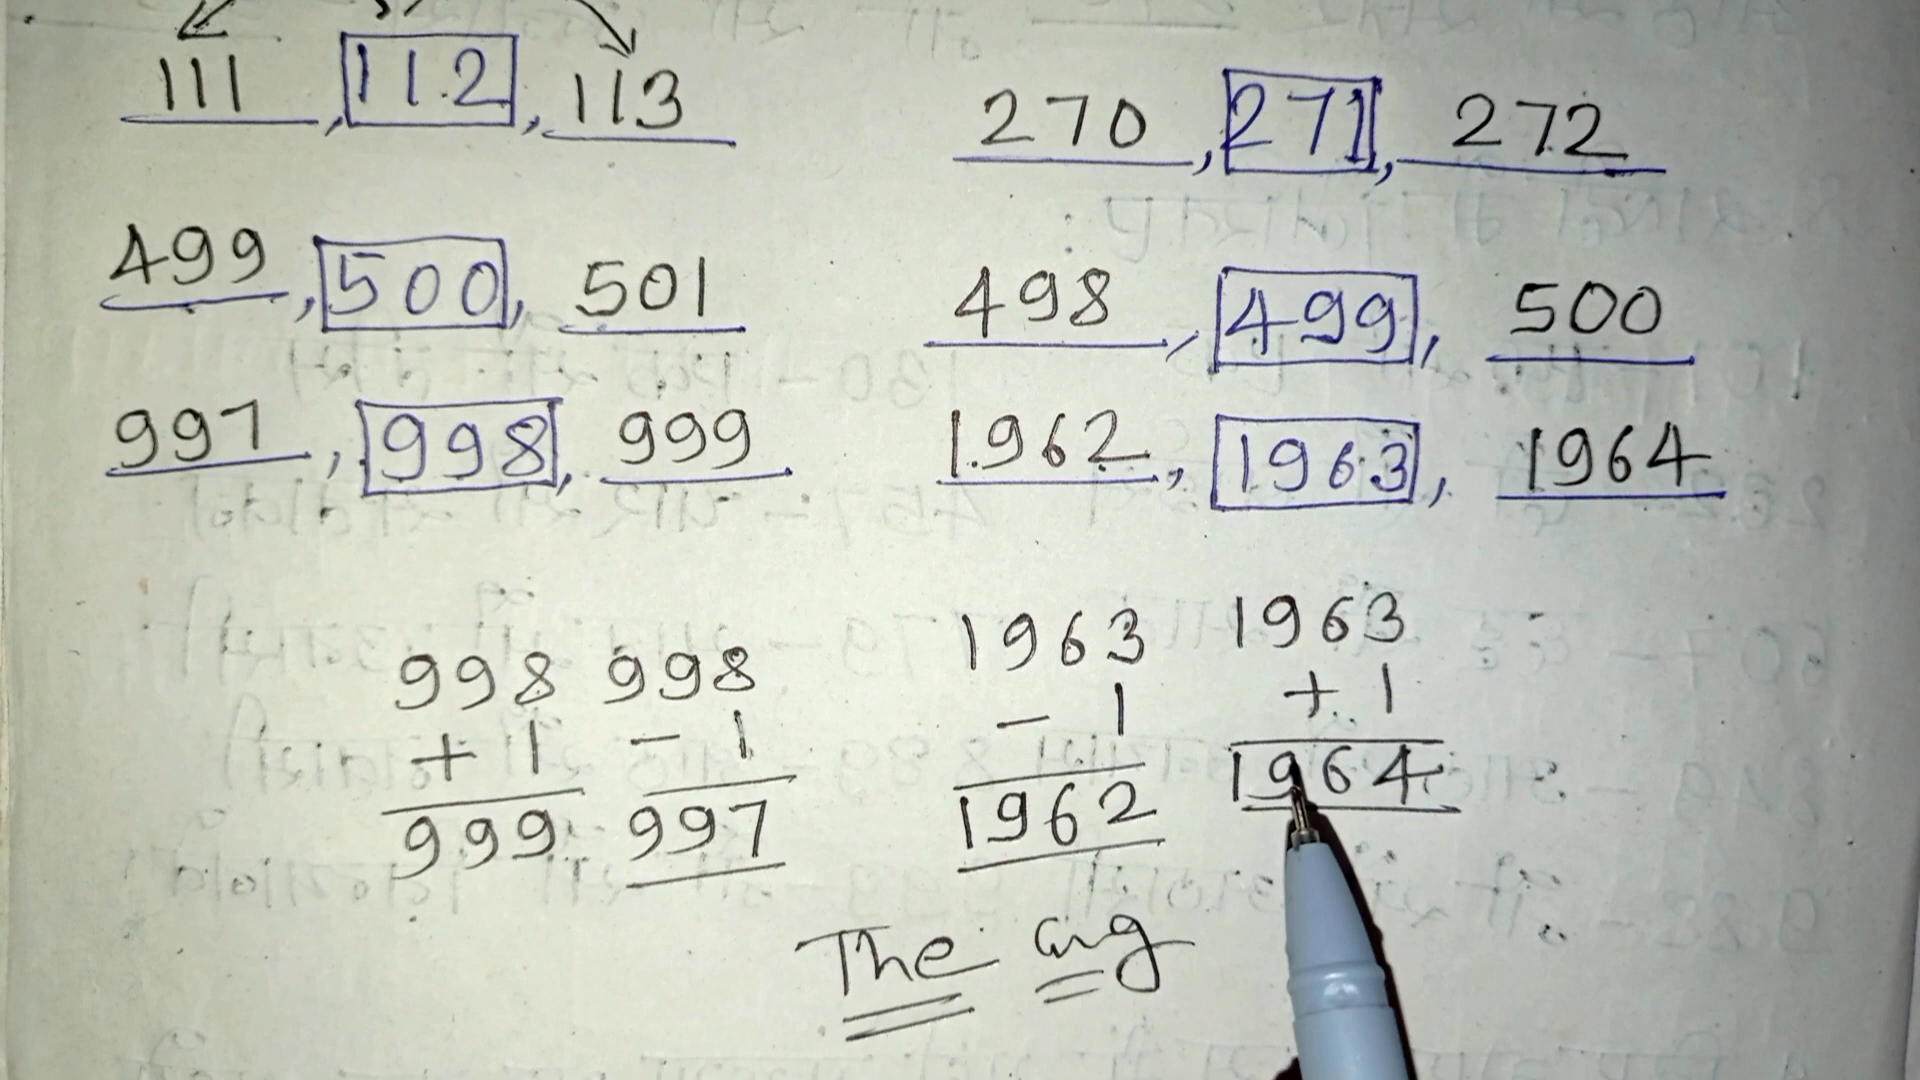 111, 112, 113
270, 271, 272
499, 500, 501
498, 499, 500
997, 998, 999
1962, 1963, 1964
998
+ 1
999
998
- 1
997
1963
- 1
1962
1963
+ 1
1964
The